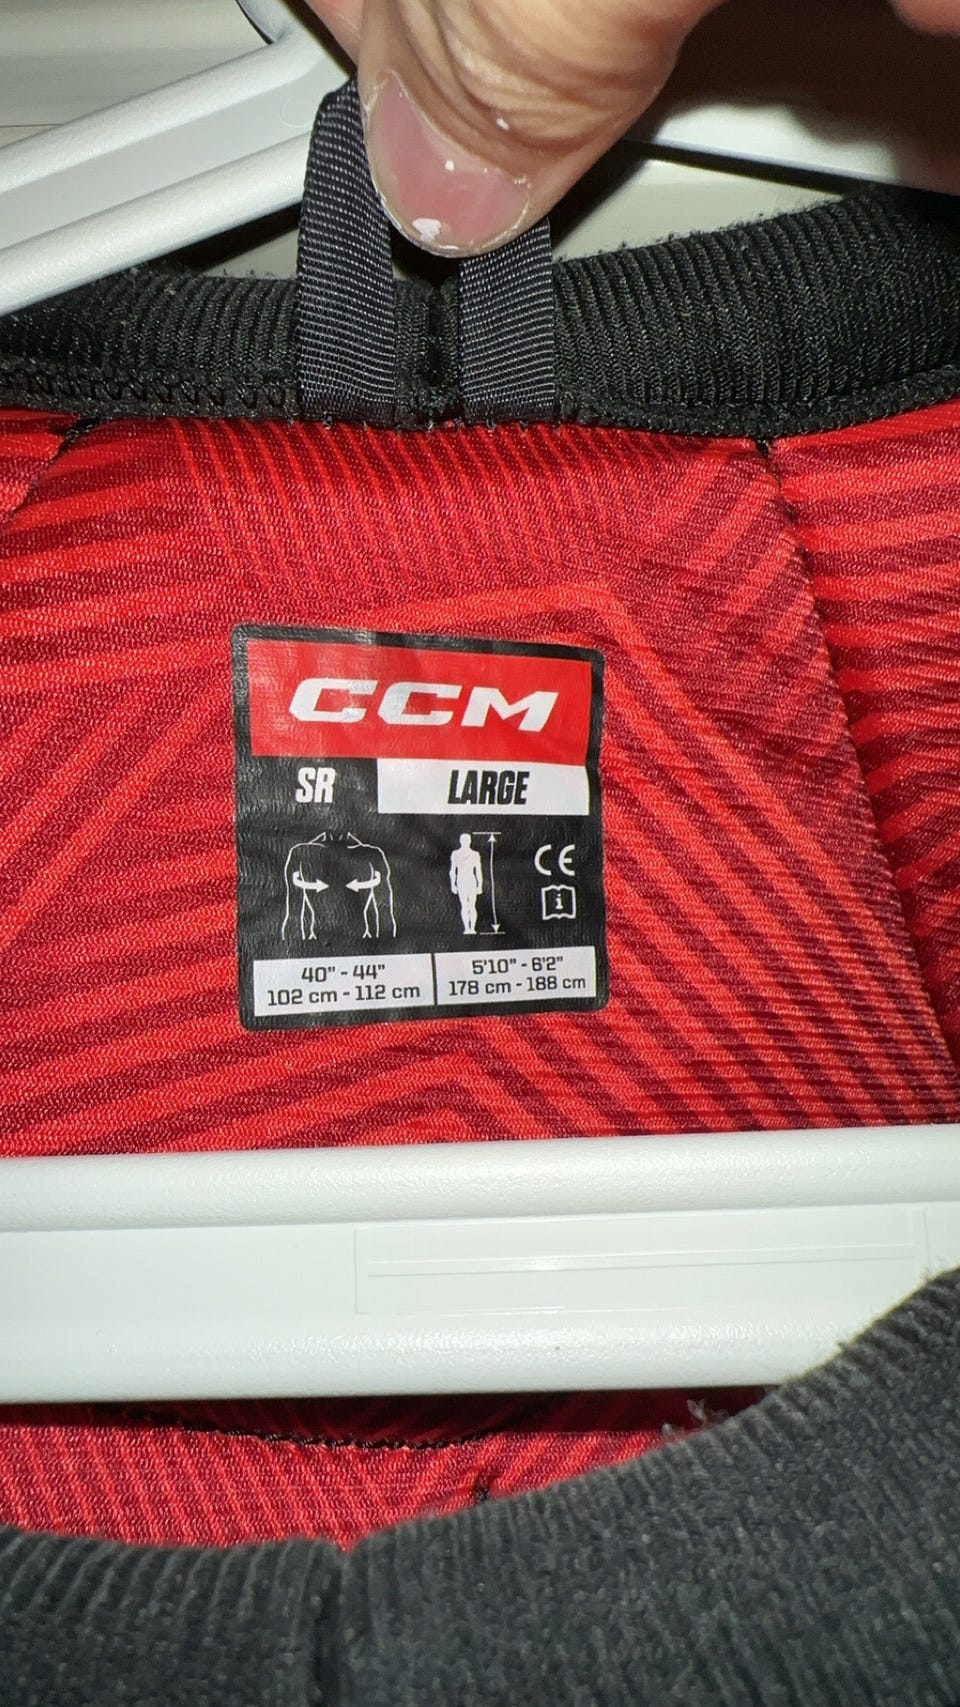 CCM
SR LARGE
CE
i
40" - 44" 5'10" - 6'2"
102 cm - 112 cm 178 cm - 188 cm